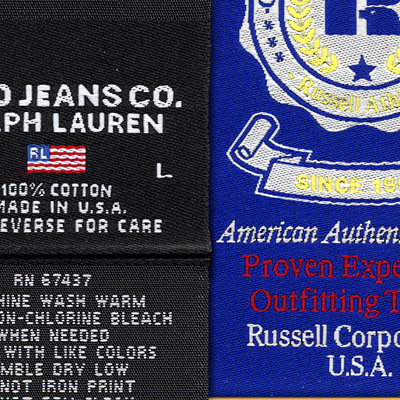 O JEANS CO.
PH LAUREN
RL
L
100% COTTON
MADE IN U.S.A.
EVERSE FOR CARE
RN 67437
HINE WASH WARM
ON-CHLORINE BLEACH
WHEN NEEDED
WITH LIKE COLORS
MBLE DRY LOW
NOT IRON PRINT
R
Russell Athl
SINCE 19
American Authen
Proven Expe
Outfitting T
Russell Corpo
U.S.A.